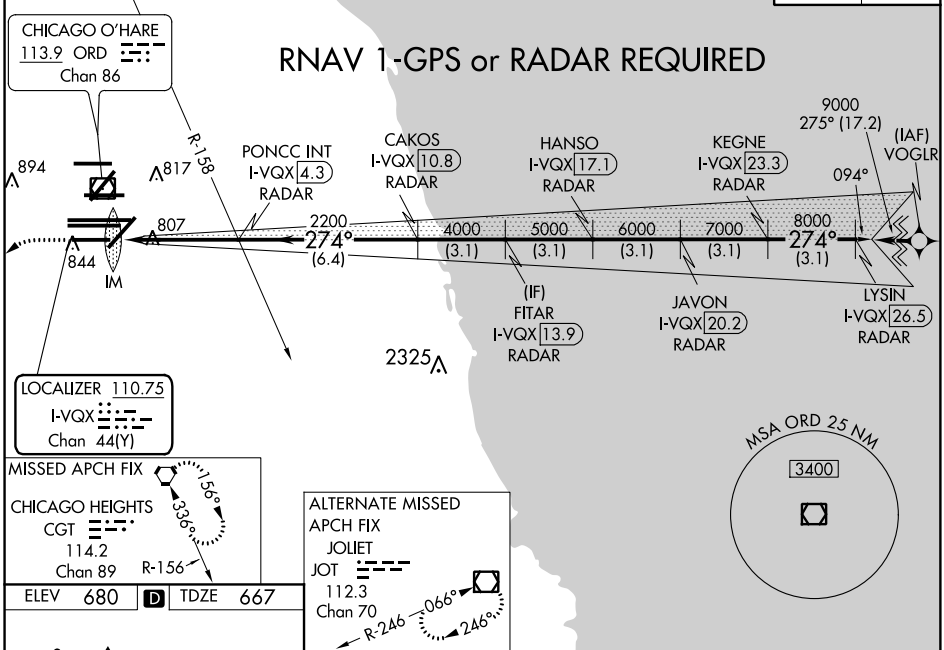 CHICAGO O'HARE
113.9 ORD
Chan 86
RNAV 1-GPS or RADAR REQUIRED
894
817
R-158
PONCC INT
I-VQX 4.3
RADAR
CAKOS
I-VQX 10.8
RADAR
HANSO
I-VQX 17.1
RADAR
KEGNE
I-VQX 23.3
RADAR
9000
275° (17.2)
(IAF)
VOGLR
094°
807
844
IM
2200
274°
(6.4)
4000
(3.1)
5000
(3.1)
6000
(3.1)
7000
(3.1)
8000
274°
(3.1)
(IF)
FITAR
I-VQX 13.9
RADAR
JAVON
I-VQX 20.2
RADAR
LYSIN
I-VQX 26.5
RADAR
2325
LOCALIZER 110.75
I-VQX
Chan 44(Y)
MSA ORD 25 NM
3400
MISSED APCH FIX
CHICAGO HEIGHTS
CGT
114.2
Chan 89
156°
336°
R-156
ALTERNATE MISSED
APCH FIX
JOLIET
JOT
112.3
Chan 70
R-246
066°
246°
ELEV 680 D TDZE 667